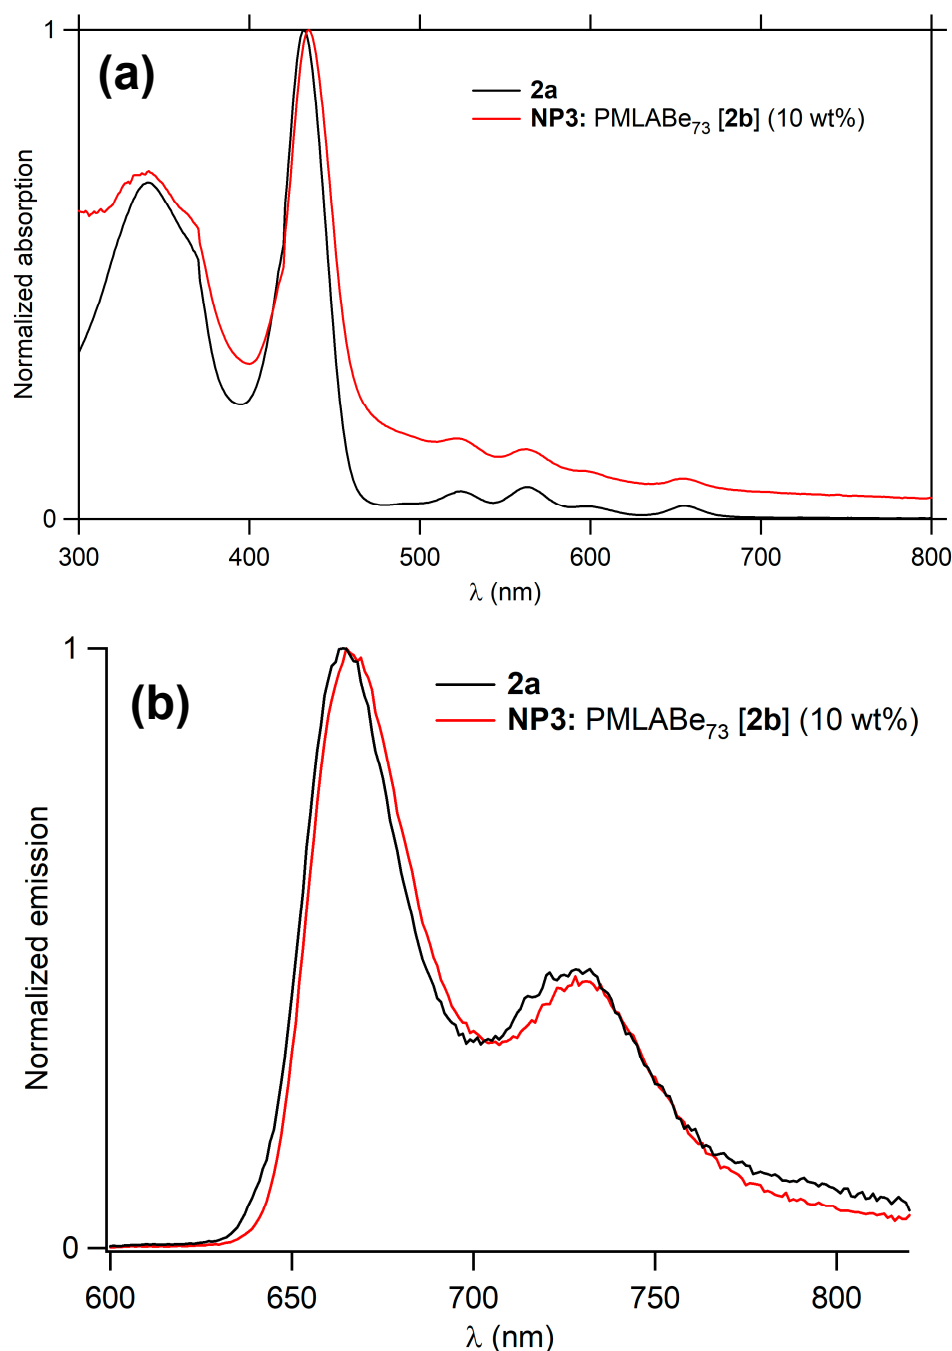 1
(a)
2a
NP3: PMLABe₇₃ [2b] (10 wt%)
Normalized absorption
0
300 400 500 600 700 800
λ (nm)
1
(b)
2a
NP3: PMLABe₇₃ [2b] (10 wt%)
Normalized emission
0
600 650 700 750 800
λ (nm)